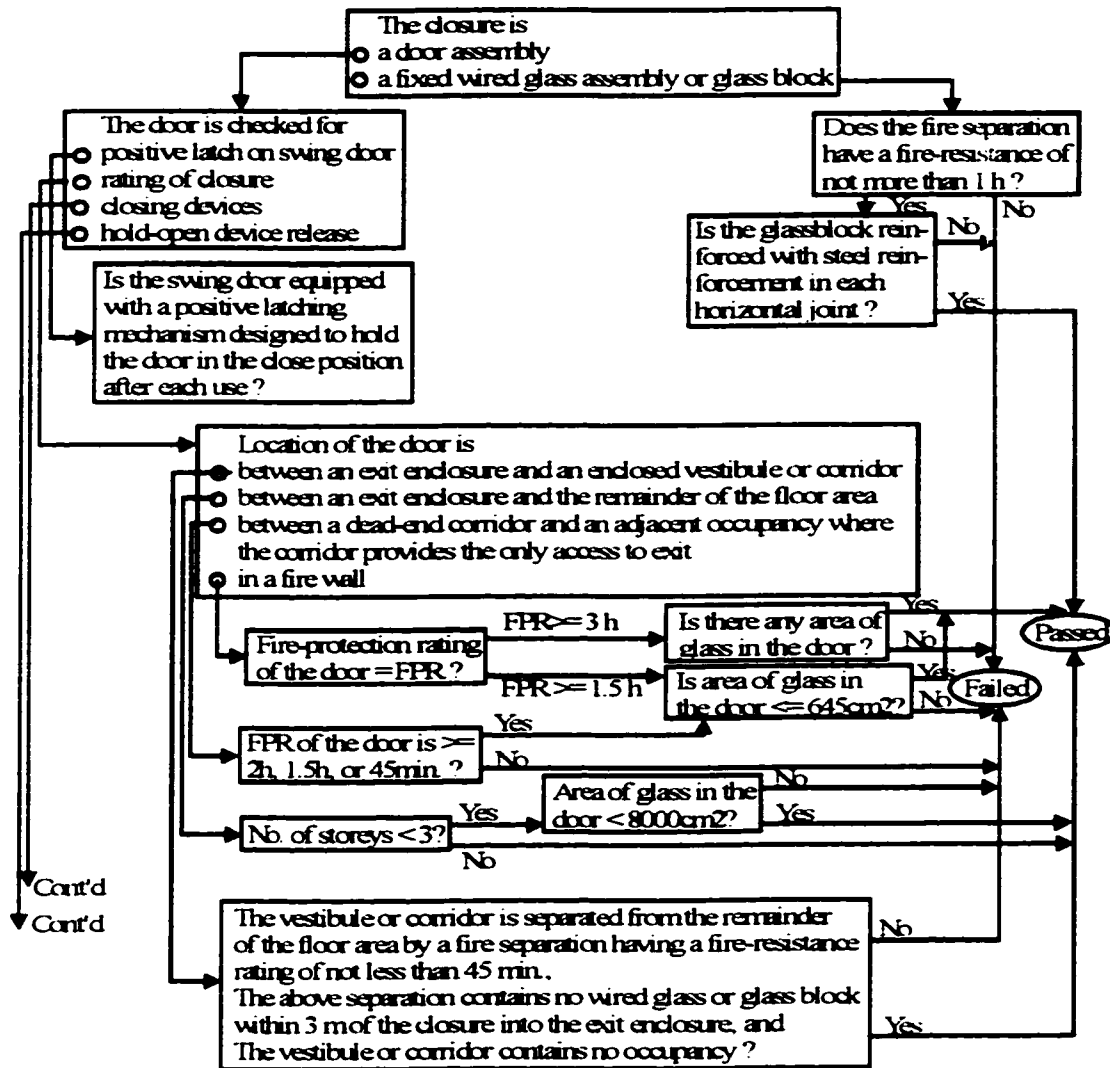 The closure is
a door assembly
a fixed wired glass assembly or glass block
The door is checked for
positive latch on swing door
rating of closure
closing devices
hold-open device release
Does the fire separation
have a fire-resistance of
not more than 1 h ?
Yes
No
Is the glassblock rein-
forced with steel rein-
forcement in each
horizontal joint ?
No
Yes
Is the swing door equipped
with a positive latching
mechanism designed to hold
the door in the close position
after each use ?
Location of the door is
between an exit enclosure and an enclosed vestibule or corridor
between an exit enclosure and the remainder of the floor area
between a dead-end corridor and an adjacent occupancy where
the corridor provides the only access to exit
in a fire wall
Fire-protection rating
of the door = FPR ?
FPR>= 3 h
FPR>= 1.5 h
Is there any area of
glass in the door ?
Yes
No
Is area of glass in
the door <= 645cm2?
Yes
No
Passed
Failed
FPR of the door is >=
2h, 1.5h, or 45min. ?
Yes
No
No. of storeys < 3?
Yes
No
Area of glass in the
door < 8000cm2?
No
Yes
Cont'd
Cont'd
The vestibule or corridor is separated from the remainder
of the floor area by a fire separation having a fire-resistance
rating of not less than 45 min.,
The above separation contains no wired glass or glass block
within 3 m of the closure into the exit enclosure, and
The vestibule or corridor contains no occupancy ?
No
Yes